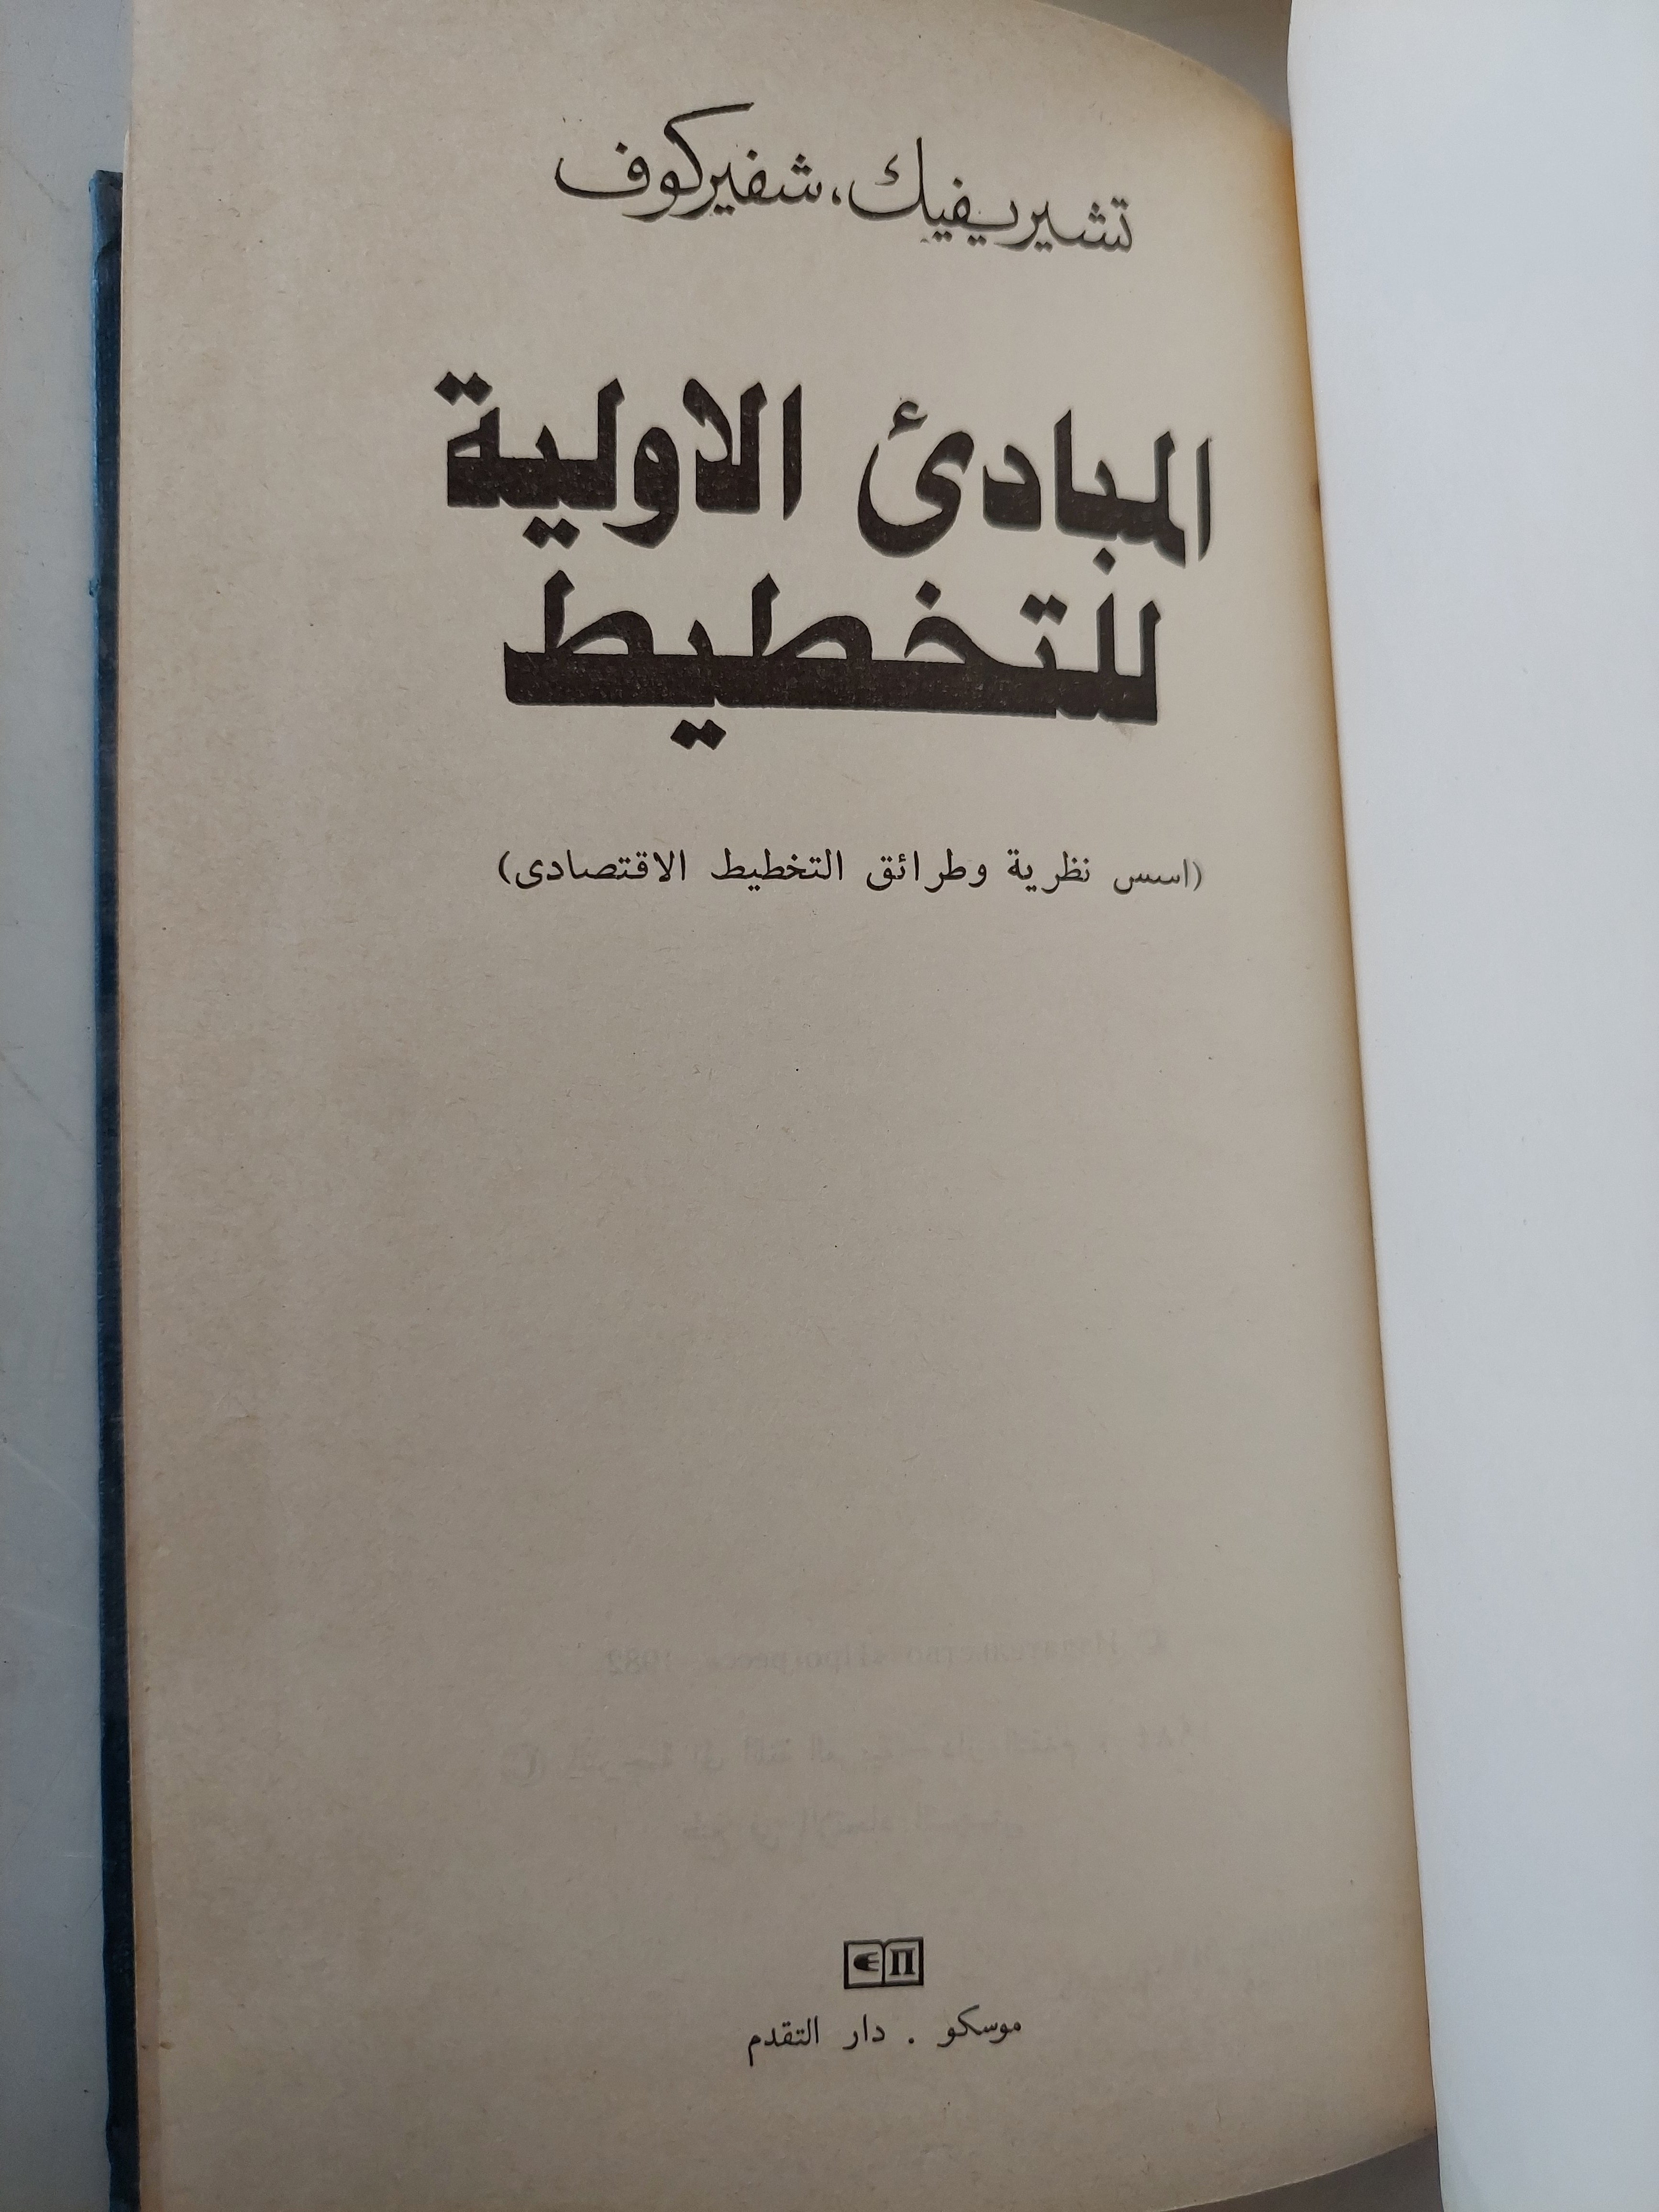 تشيريفيك، شفيركوف
المبادئ الاولية
للتخطيط
(اسس نظرية وطرائق التخطيط الاقتصادى)
موسكو . دار التقدم